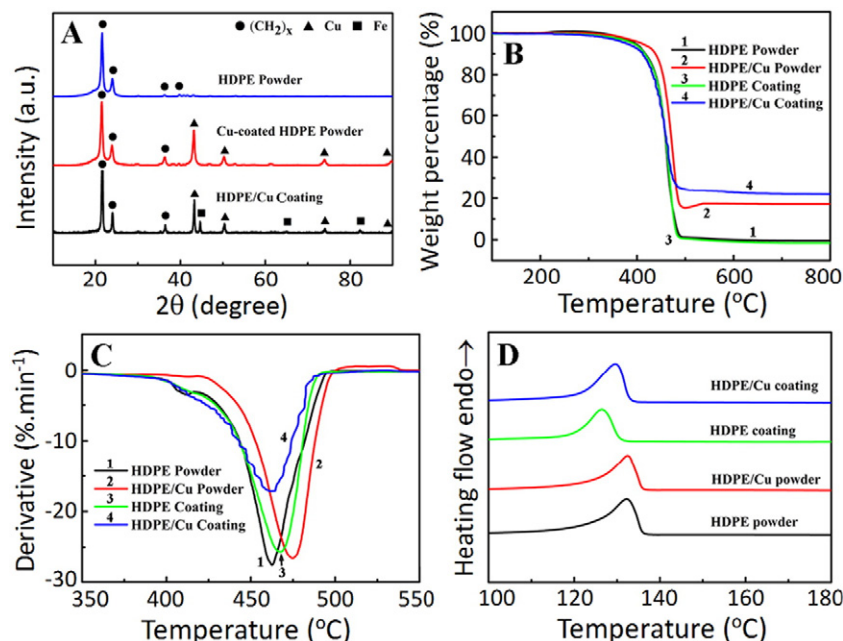 A
● (CH2)x ▲ Cu ■ Fe
HDPE Powder
Cu-coated HDPE Powder
HDPE/Cu Coating
Intensity (a.u.)
20 40 60 80
2θ (degree)
B
1 HDPE Powder
2 HDPE/Cu Powder
3 HDPE Coating
4 HDPE/Cu Coating
4
2
3
1
Weight percentage (%)
100
80
60
40
20
0
200 400 600 800
Temperature (°C)
C
4
2
1 HDPE Powder
2 HDPE/Cu Powder
3 HDPE Coating
4 HDPE/Cu Coating
1
3
Derivative (%.min-1)
0
-10
-20
-30
350 400 450 500 550
Temperature (°C)
D
HDPE/Cu coating
HDPE coating
HDPE/Cu powder
HDPE powder
Heating flow endo→
100 120 140 160 180
Temperature (°C)